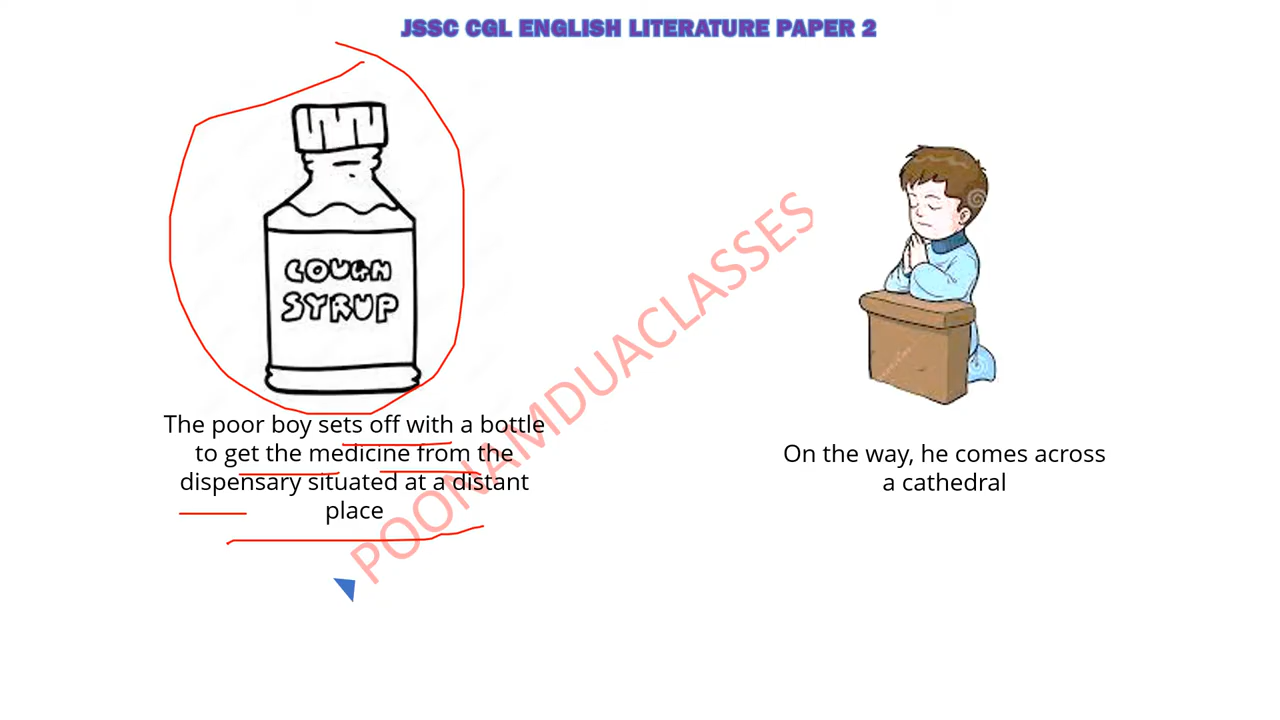 JSSC CGL ENGLISH LITERATURE PAPER 2
COUGH
SYRUP
The poor boy sets off with a bottle
to get the medicine from the
dispensary situated at a distant
place
On the way, he comes across
a cathedral
POONAMDUACLASSES